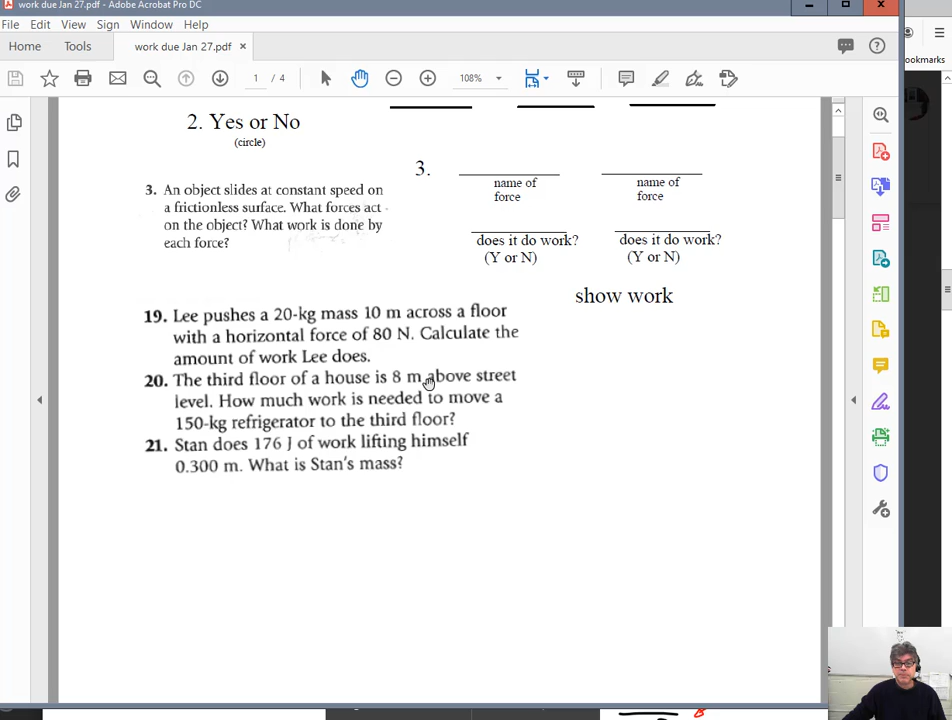 work due Jan 27.pdf - Adobe Acrobat Pro DC
File Edit View Sign Window Help
Home Tools work due Jan 27.pdf ×
1 / 4 108%
ookmarks
2. Yes or No
(circle)
3.
name of force
name of force
3. An object slides at constant speed on
a frictionless surface. What forces act
on the object? What work is done by
each force?
does it do work?
(Y or N)
does it do work?
(Y or N)
show work
19. Lee pushes a 20-kg mass 10 m across a floor
with a horizontal force of 80 N. Calculate the
amount of work Lee does.
20. The third floor of a house is 8 m above street
level. How much work is needed to move a
150-kg refrigerator to the third floor?
21. Stan does 176 J of work lifting himself
0.300 m. What is Stan's mass?